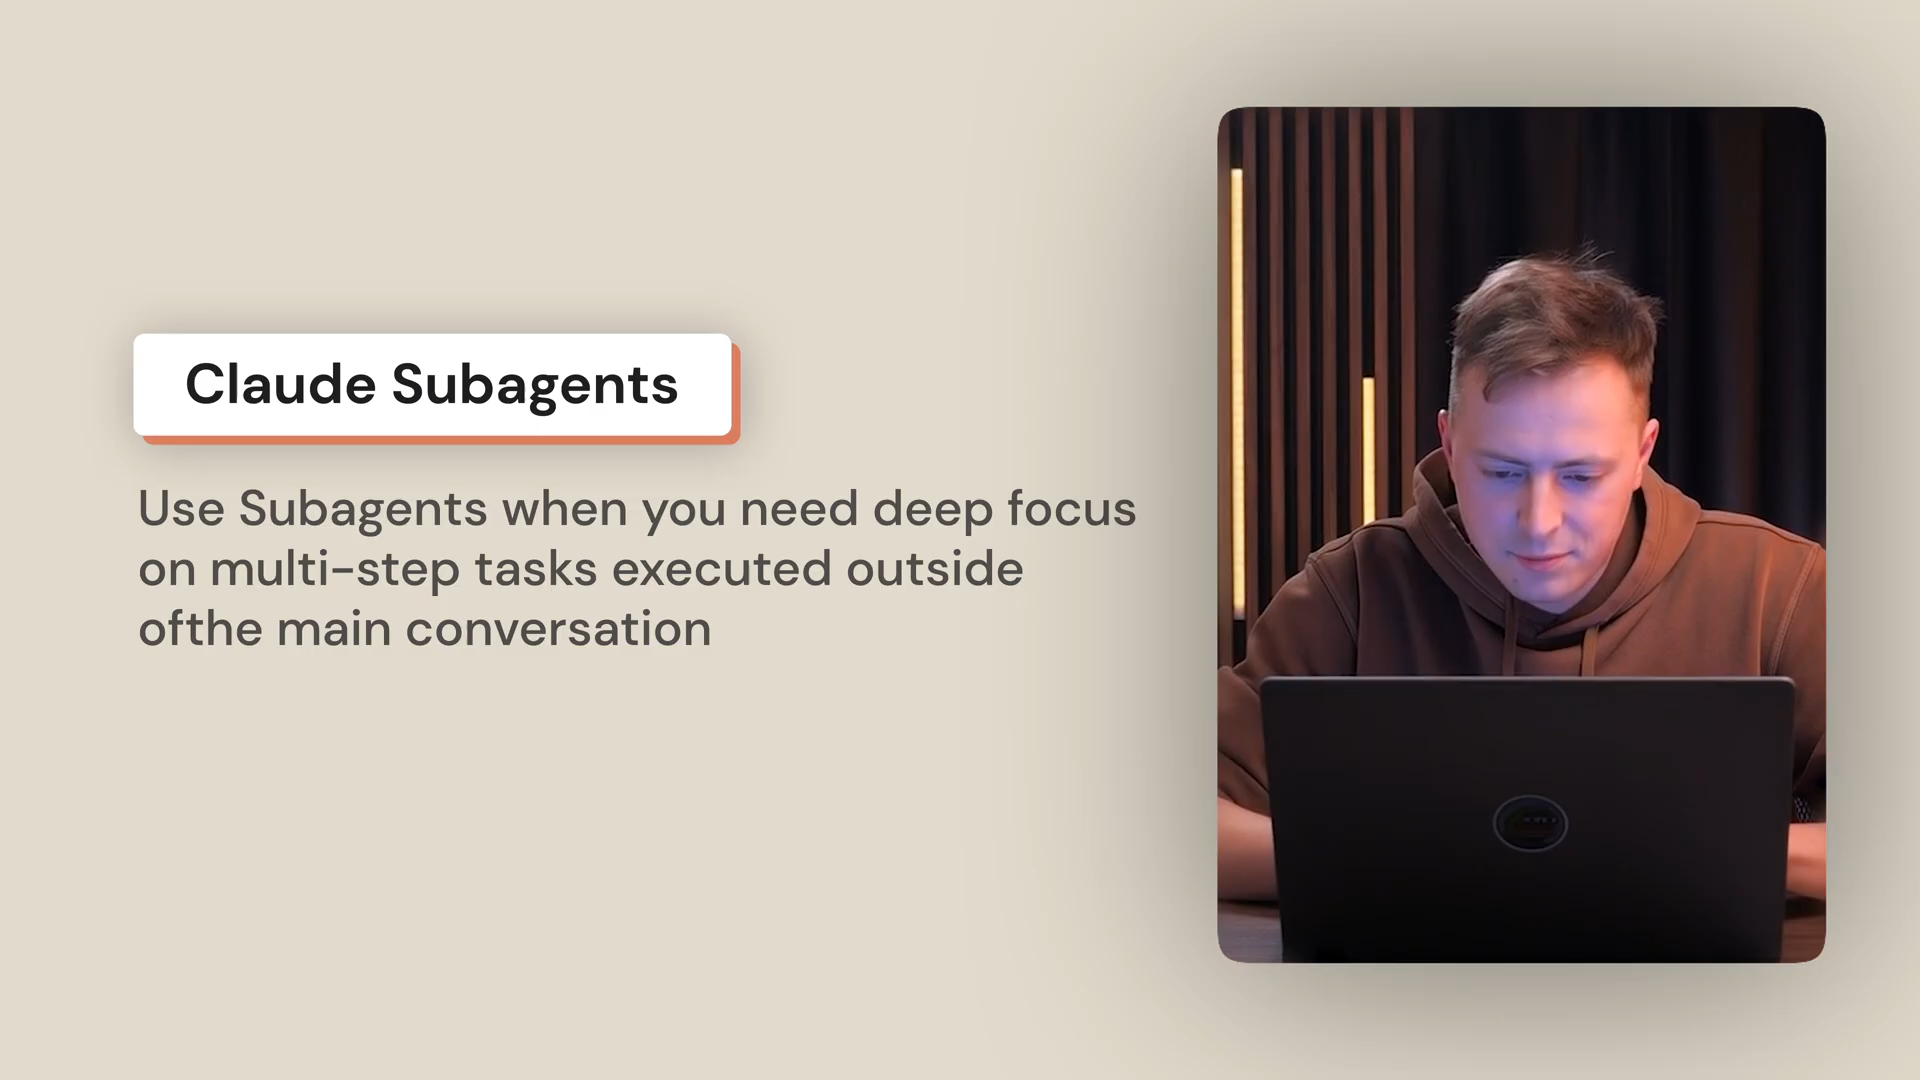 Claude Subagents
Use Subagents when you need deep focus
on multi-step tasks executed outside
ofthe main conversation